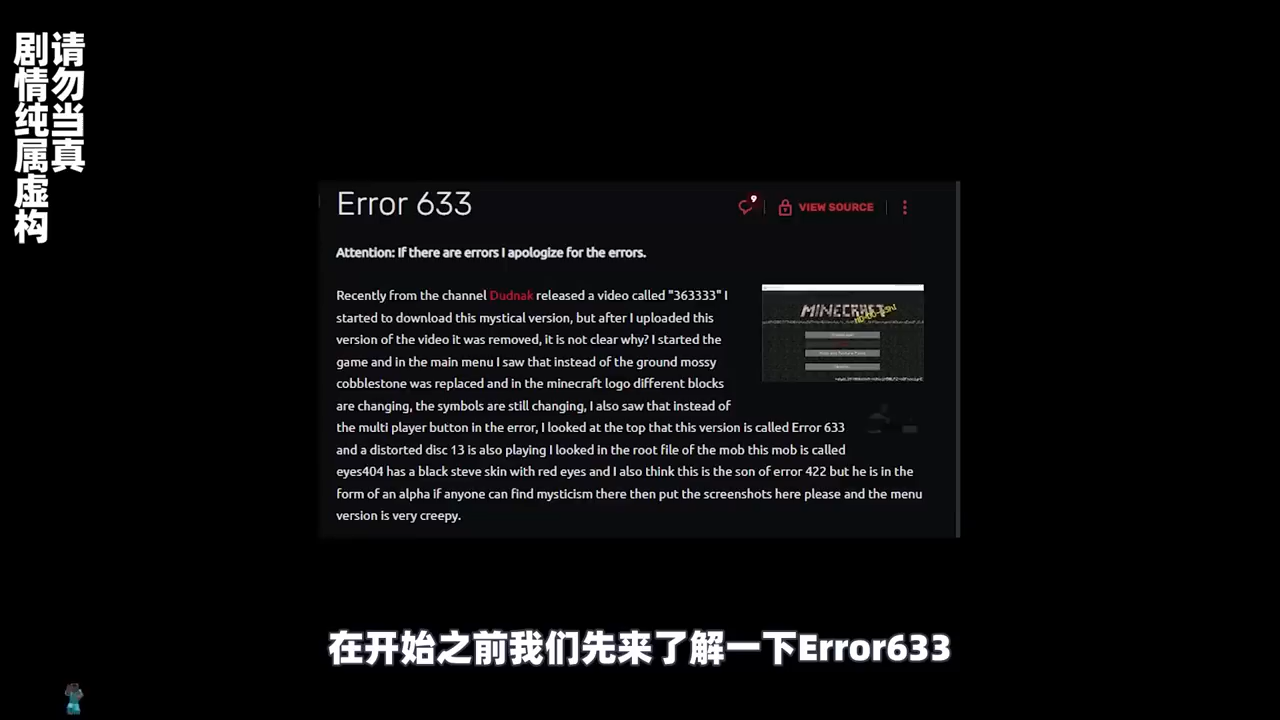 请勿当真
剧情纯属虚构
Error 633
9
VIEW SOURCE
Attention: If there are errors I apologize for the errors.
Recently from the channel Dudnak released a video called "363333" I
started to download this mystical version, but after I uploaded this
version of the video it was removed, it is not clear why? I started the
game and in the main menu I saw that instead of the ground mossy
cobblestone was replaced and in the minecraft logo different blocks
are changing, the symbols are still changing, I also saw that instead of
the multi player button in the error, I looked at the top that this version is called Error 633
and a distorted disc 13 is also playing I looked in the root file of the mob this mob is called
eyes404 has a black steve skin with red eyes and I also think this is the son of error 422 but he is in the
form of an alpha if anyone can find mysticism there then put the screenshots here please and the menu
version is very creepy.
MINECRAFT
在开始之前我们先来了解一下Error633